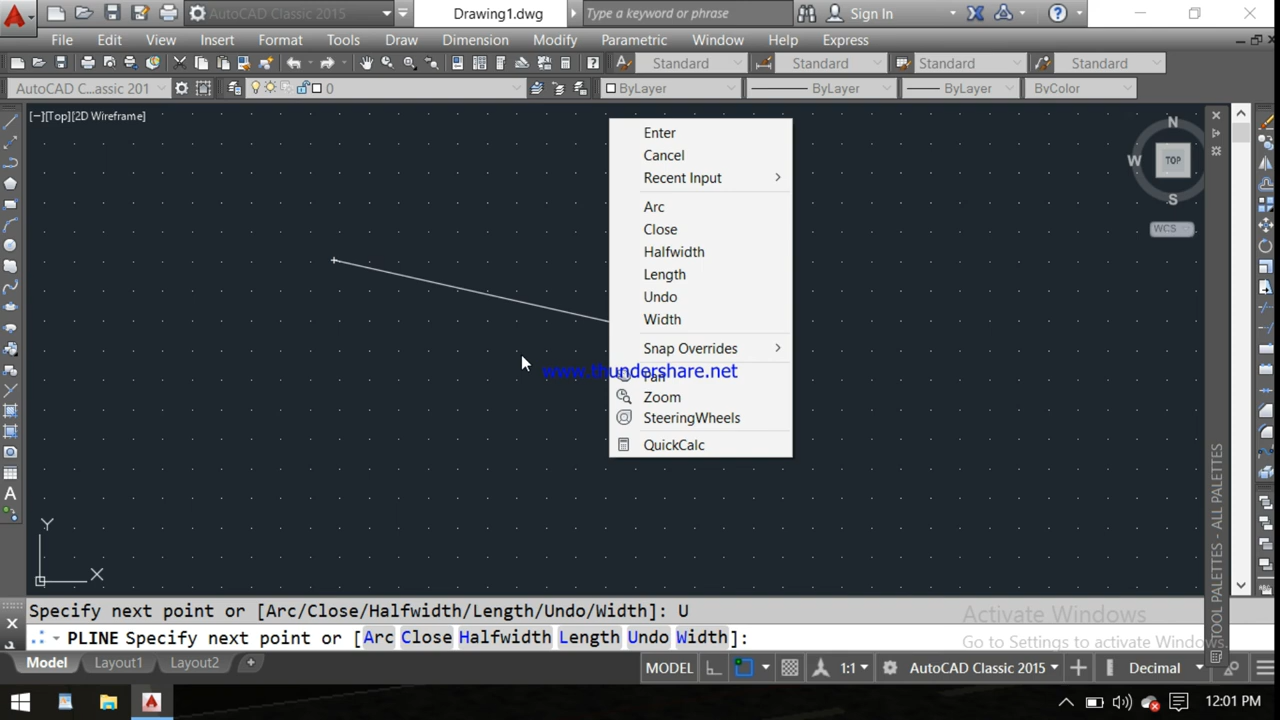 AutoCAD Classic 2015
Drawing1.dwg
Type a keyword or phrase
Sign In
File Edit View Insert Format Tools Draw Dimension Modify Parametric Window Help Express
Standard Standard Standard Standard
AutoCAD C...assic 201 0 ByLayer ByLayer ByLayer ByColor
[−][Top][2D Wireframe]
N
W TOP
S
WCS
Enter
Cancel
Recent Input
Arc
Close
Halfwidth
Length
Undo
Width
Snap Overrides
www.thundershare.net
Pan
Zoom
SteeringWheels
QuickCalc
TOOL PALETTES - ALL PALETTES
Y
X
Specify next point or [Arc/Close/Halfwidth/Length/Undo/Width]: U
PLINE Specify next point or [Arc Close Halfwidth Length Undo Width]:
Activate Windows
Go to Settings to activate Windows.
Model Layout1 Layout2 +
MODEL 1:1 AutoCAD Classic 2015 Decimal
12:01 PM